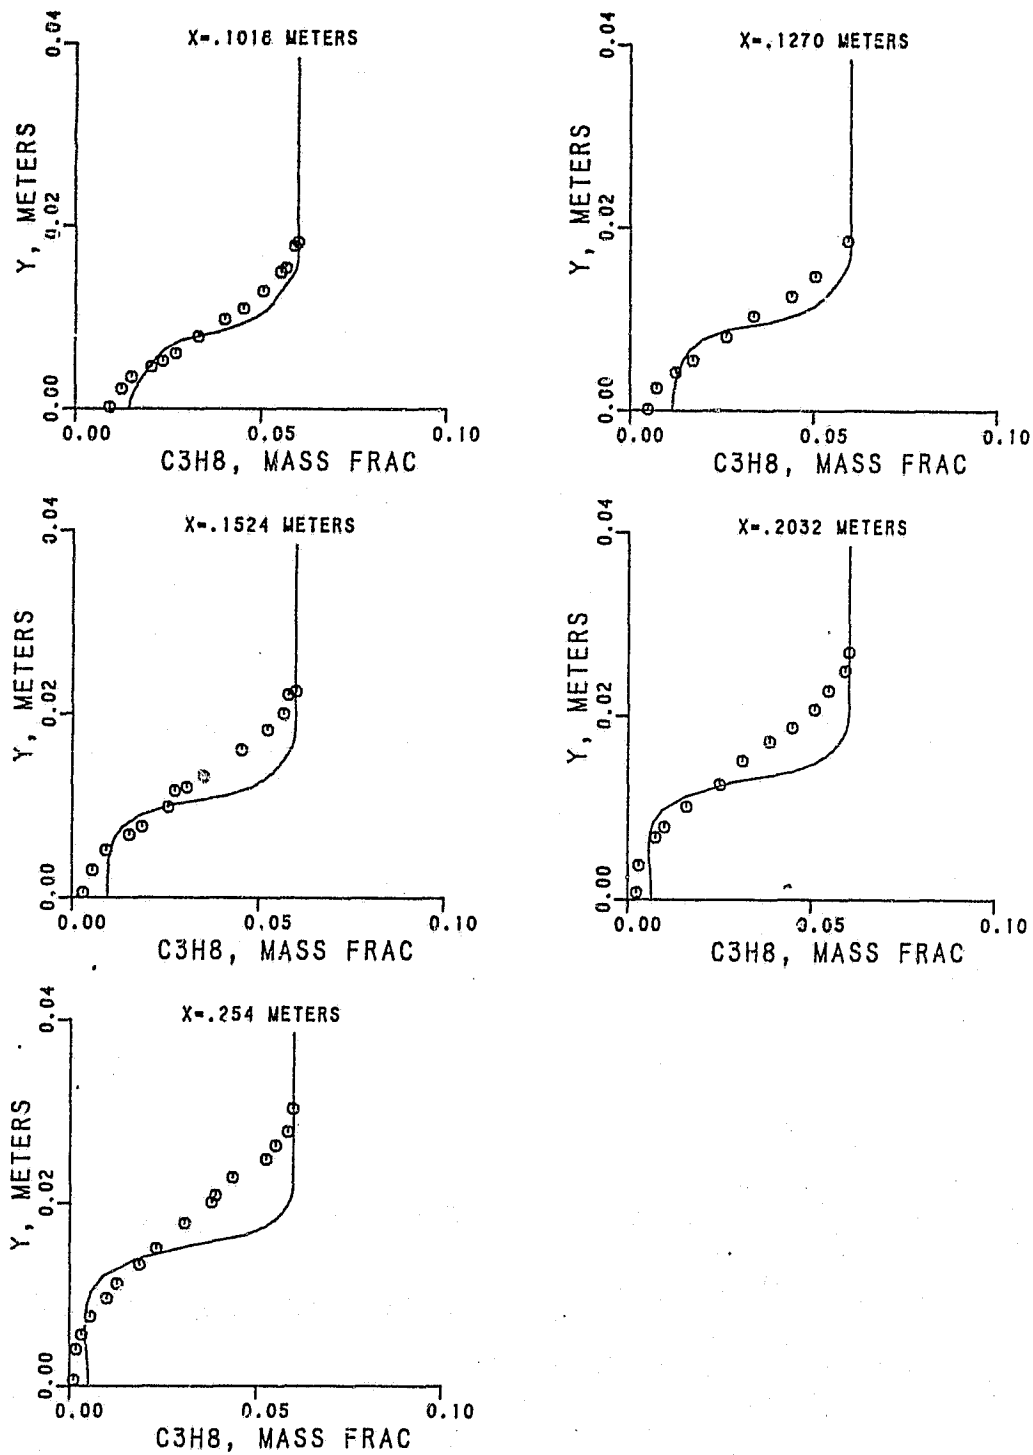 X=.1016 METERS
0.04
0.02
0.00
Y, METERS
0.00 0.05 0.10
C3H8, MASS FRAC
X=.1270 METERS
0.04
0.02
0.00
Y, METERS
0.00 0.05 0.10
C3H8, MASS FRAC
X=.1524 METERS
0.04
0.02
0.00
Y, METERS
0.00 0.05 0.10
C3H8, MASS FRAC
X=.2032 METERS
0.04
0.02
0.00
Y, METERS
0.00 0.05 0.10
C3H8, MASS FRAC
X=.254 METERS
0.04
0.02
0.00
Y, METERS
0.00 0.05 0.10
C3H8, MASS FRAC